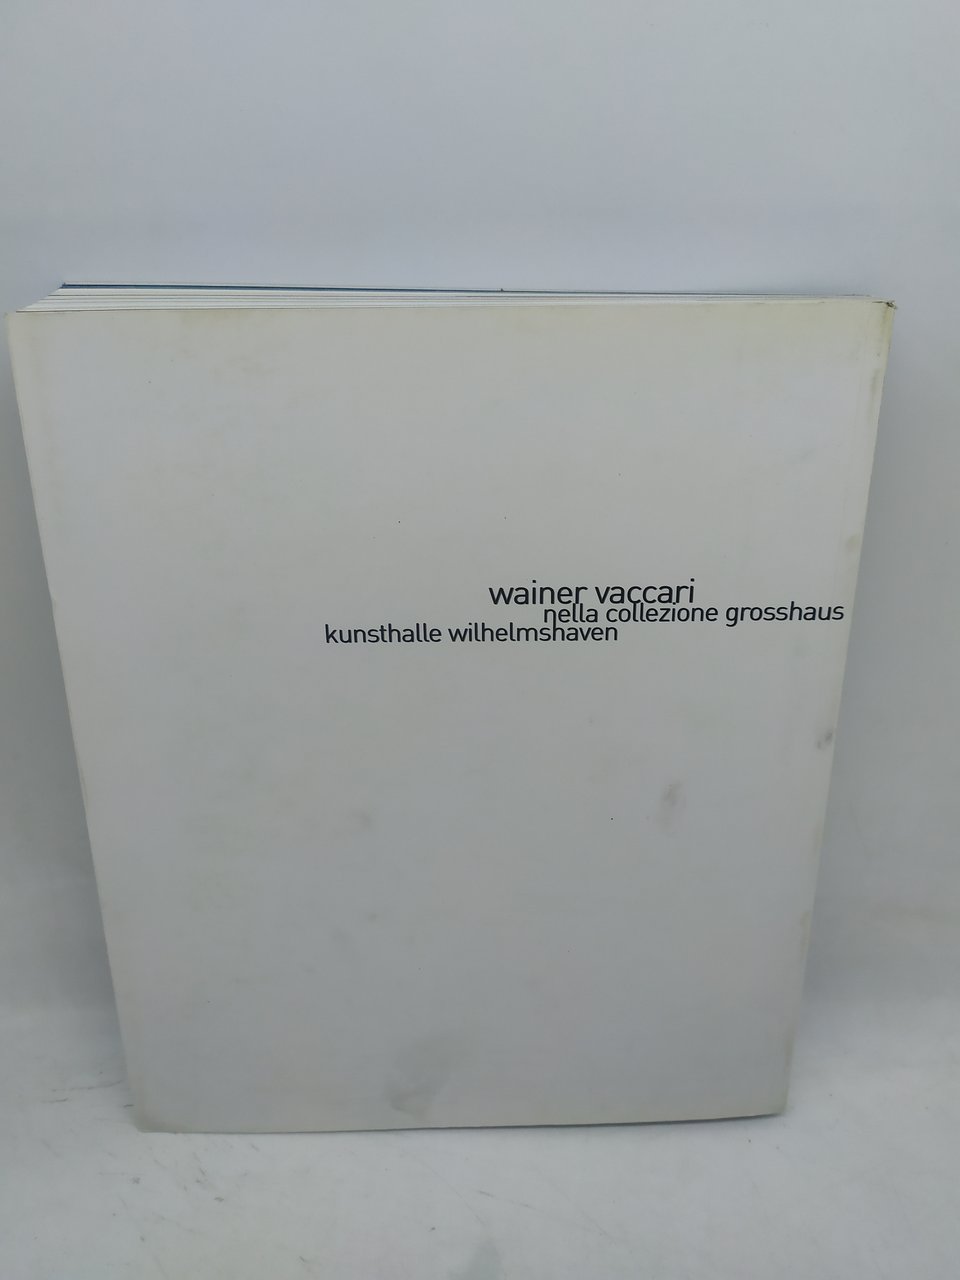 wainer vaccari
nella collezione grosshaus
kunsthalle wilhelmshaven